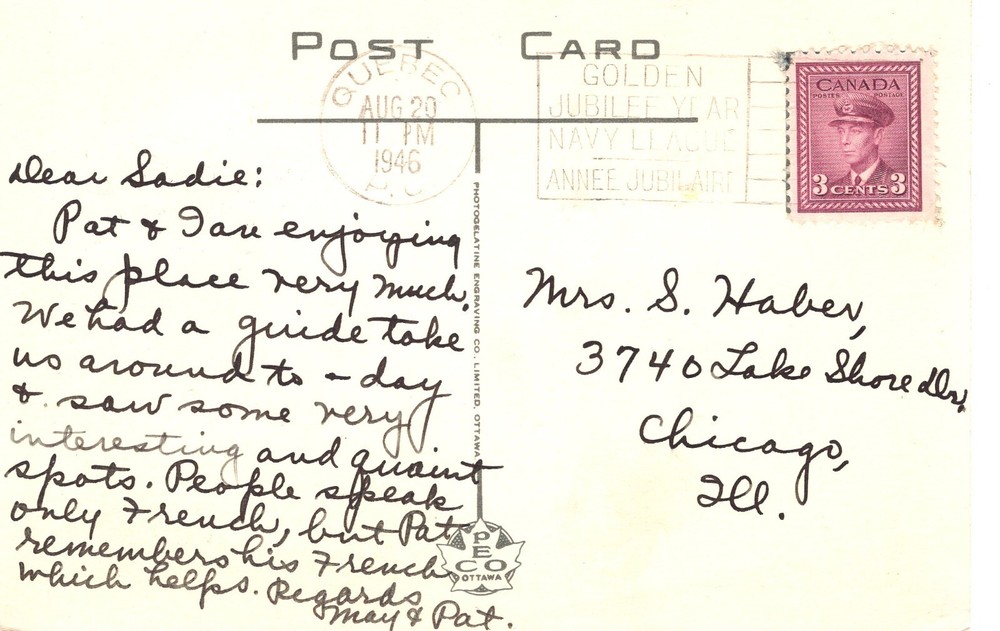 POST CARD
QUEBEC
AUG 20
11 PM
1946
P.Q
GOLDEN
JUBILEE YEAR
NAVY LEAGUE
ANNEE JUBILAIRE
CANADA
POSTES POSTAGE
3 CENTS 3
Dear Sadie:
Pat & I are enjoying
this place very much.
We had a guide take
us around to-day
& saw some very
interesting and quaint
spots. People speak
only French, but Pat
remembers his French
which helps. Regards
May & Pat.
PHOTOGELATINE ENGRAVING CO., LIMITED, OTTAWA
PECO
OTTAWA
Mrs. S. Haber,
3740 Lake Shore Dr.,
Chicago,
Ill.